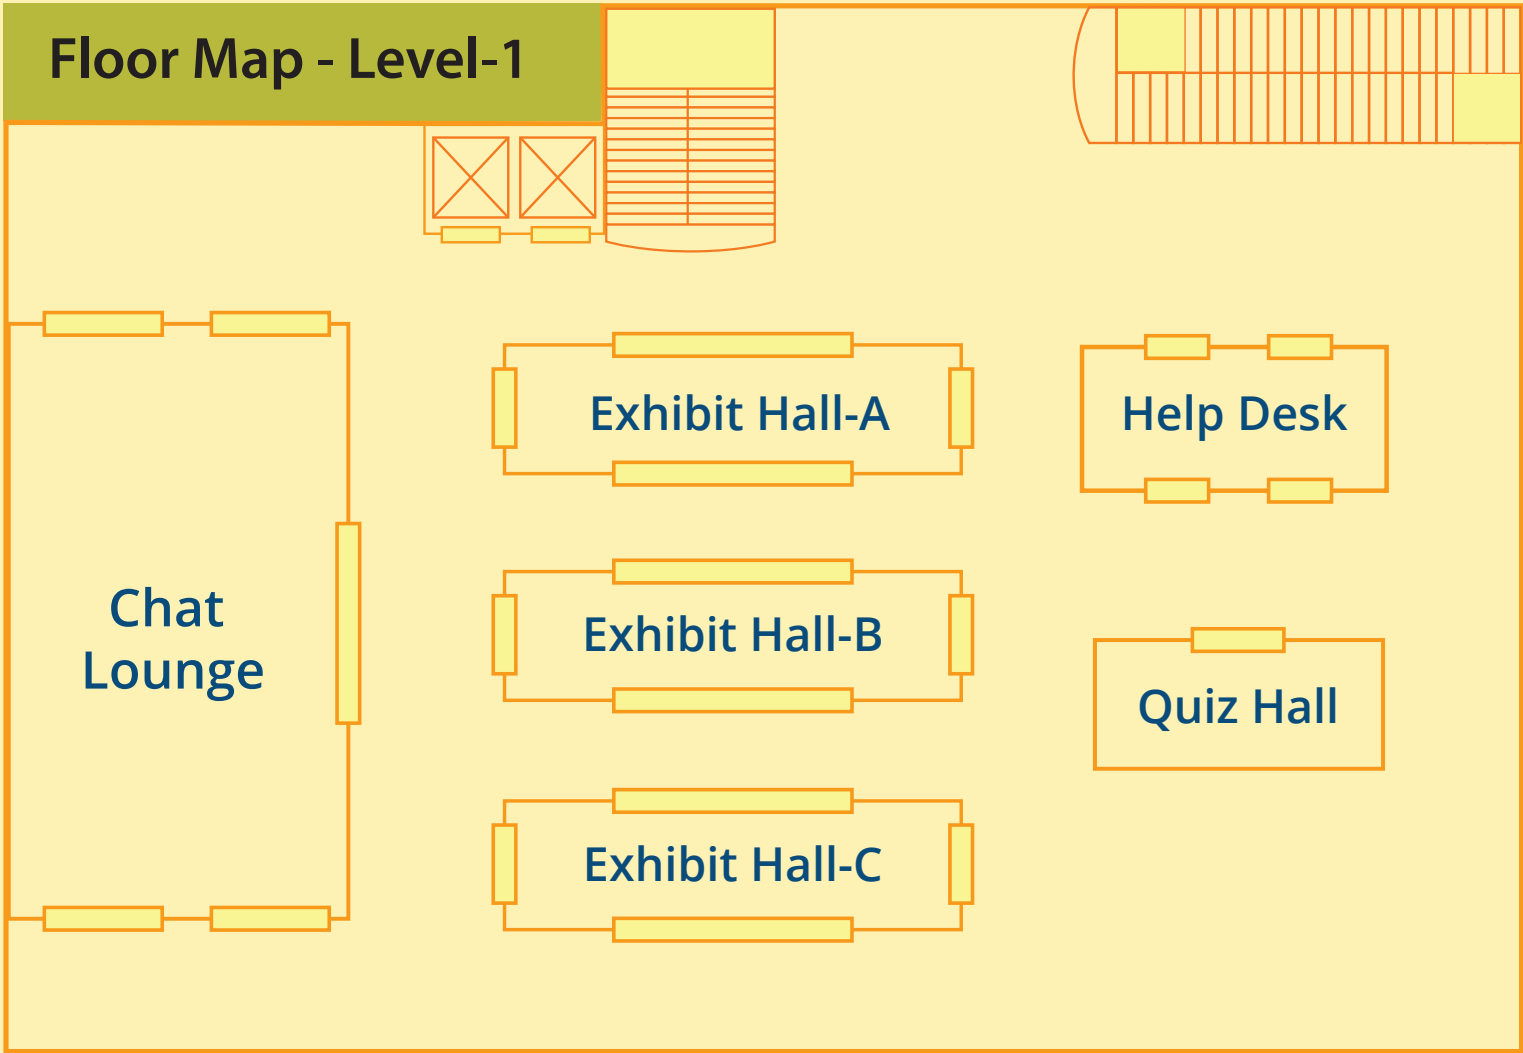 Floor Map - Level-1
Exhibit Hall-A
Help Desk
Chat
Lounge
Exhibit Hall-B
Quiz Hall
Exhibit Hall-C